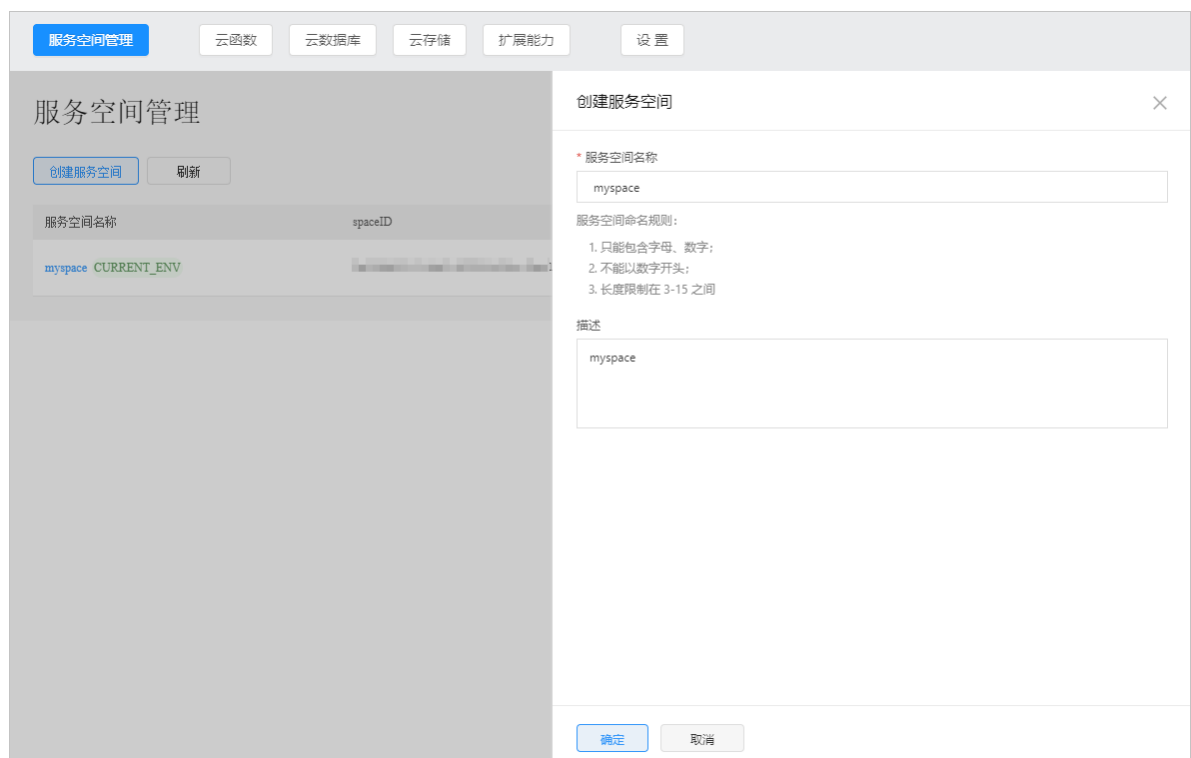 服务空间管理 云函数 云数据库 云存储 扩展能力 设置
服务空间管理
创建服务空间 刷新
服务空间名称 spaceID
myspace CURRENT_ENV
创建服务空间
* 服务空间名称
myspace
服务空间命名规则：
1. 只能包含字母、数字；
2. 不能以数字开头；
3. 长度限制在 3-15 之间
描述
myspace
确定 取消